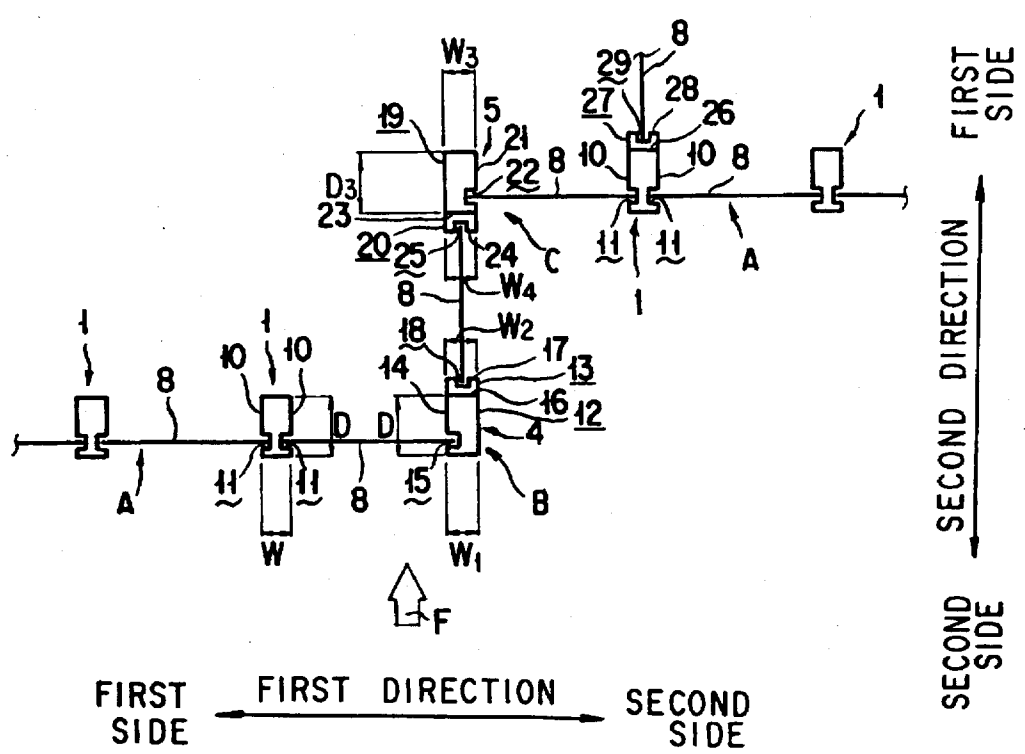 W3
8
29
28
27
26
FIRST SIDE
1
19
5
21
10
10
8
D3
22
8
23
11
11
A
20
25
24
C
1
W4
8
W2
SECOND DIRECTION
1
1
18
17
10
10
14
13
16
12
8
D
D
4
A
11
11
8
15
B
W
W1
F
SECOND SIDE
FIRST SIDE
FIRST DIRECTION
SECOND SIDE